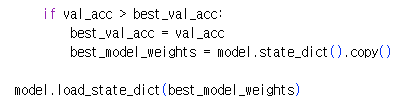 if val_acc > best_val_acc:
best_val_acc = val_acc
best_model_weights = model.state_dict().copy()
model.load_state_dict(best_model_weights)